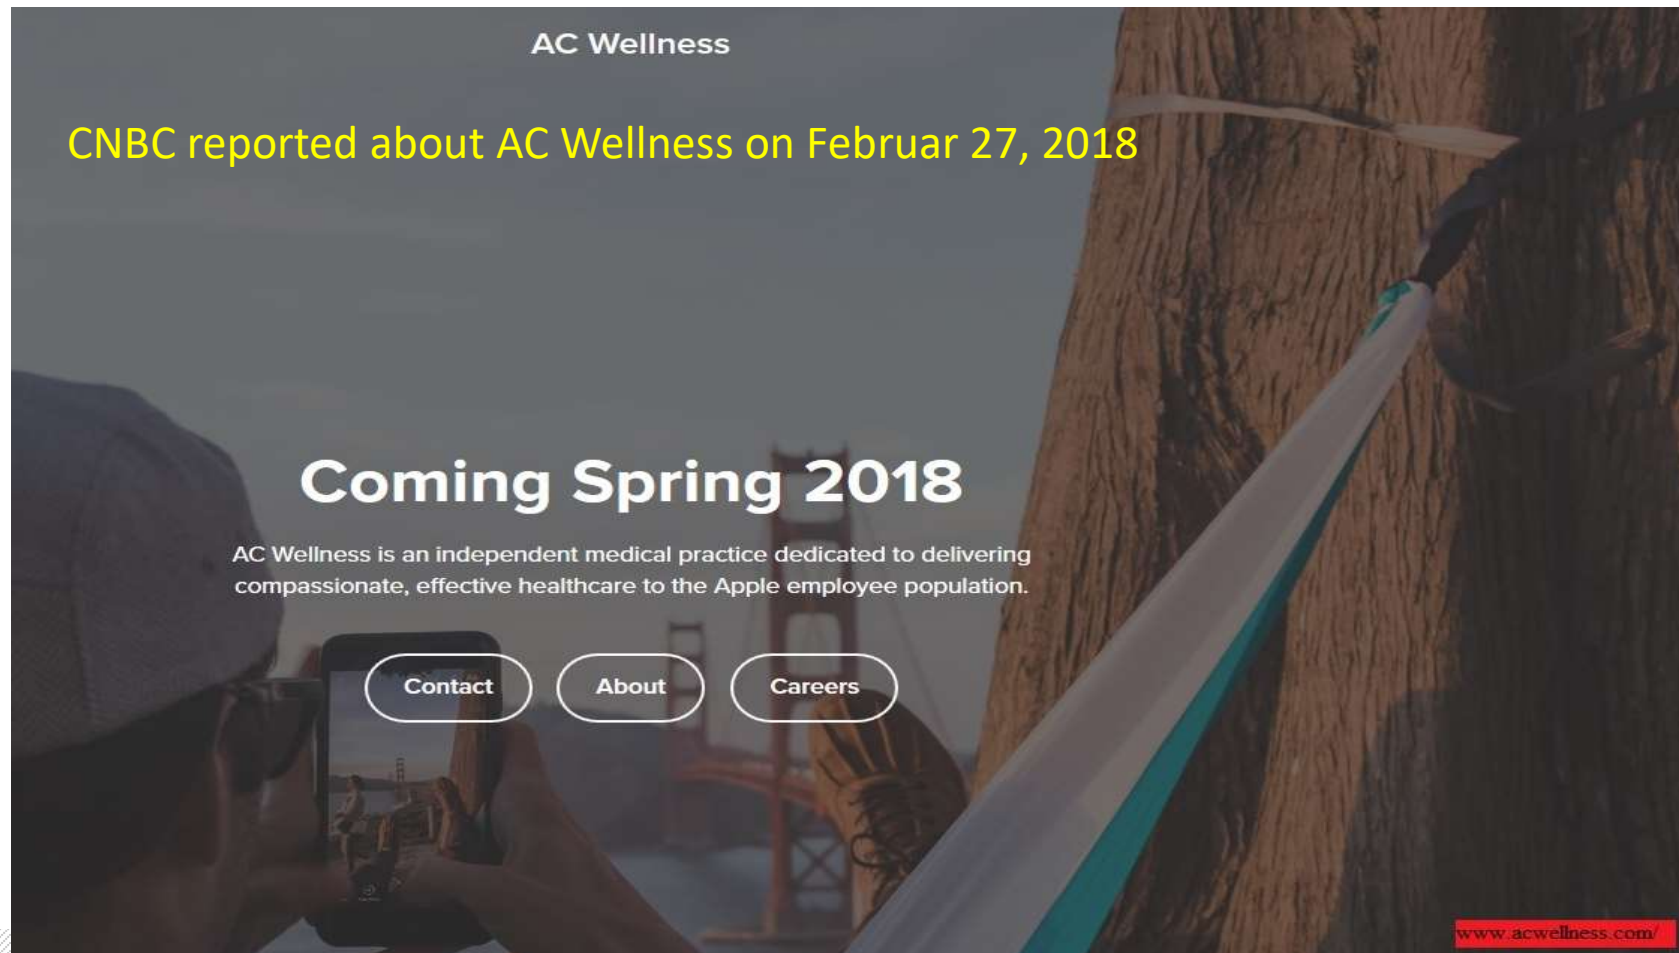 AC Wellness
CNBC reported about AC Wellness on Februar 27, 2018
Coming Spring 2018
AC Wellness is an independent medical practice dedicated to delivering
compassionate, effective healthcare to the Apple employee population.
Contact About Careers
www.acwellness.com/